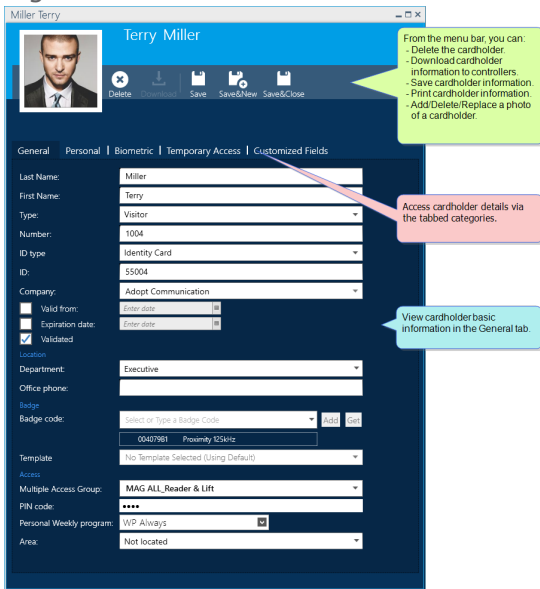 Miller Terry
Terry Miller
Delete Download Save Save&New Save&Close
General Personal Biometric Temporary Access Customized Fields
Last Name: Miller
First Name: Terry
Type: Visitor
Number: 1004
ID type Identity Card
ID: 55004
Company: Adopt Communication
Valid from: Enter date
Expiration date: Enter date
Validated
Location
Department: Executive
Office phone:
Badge
Badge code: Select or Type a Badge Code Add Get
00407981 Proximity 125kHz
Template No Template Selected (Using Default)
Access
Multiple Access Group: MAG ALL_Reader & Lift
PIN code: ••••
Personal Weekly program: WP Always
Area: Not located
From the menu bar, you can:
- Delete the cardholder.
- Download cardholder
information to controllers.
- Save cardholder information.
- Print cardholder information.
- Add/Delete/Replace a photo
of a cardholder.
Access cardholder details via
the tabbed categories.
View cardholder basic
information in the General tab.